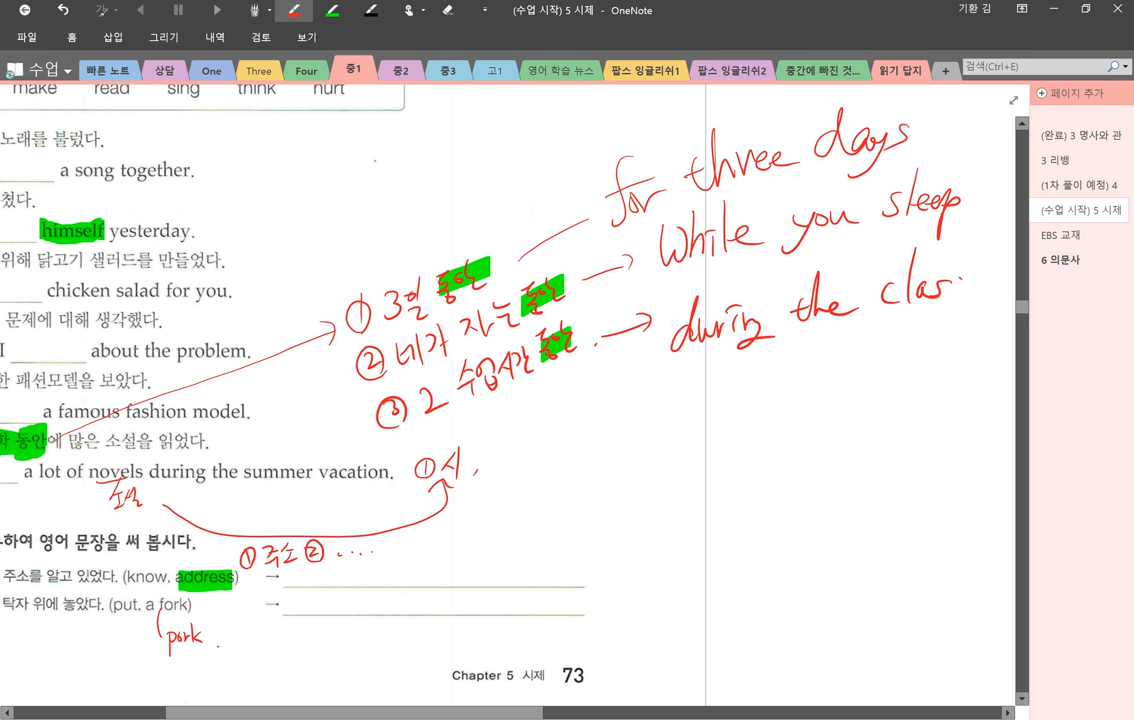 (수업 시작) 5 시제 - OneNote
기환 김
파일 홈 삽입 그리기 내역 검토 보기
수업 빠른 노트 상담 One Three Four 중1 중2 중3 고1 영어 학습 뉴스 팝스 잉글리쉬1 팝스 잉글리쉬2 중간에 빠진 것... 읽기 답지 + 검색(Ctrl+E)
페이지 추가
(완료) 3 명사와 관
3 리뱅
(1차 풀이 예정) 4
(수업 시작) 5 시제
EBS 교재
6 의문사
make read sing think hurt
노래를 불렀다.
a song together.
쳤다.
himself yesterday.
위해 닭고기 샐러드를 만들었다.
chicken salad for you.
문제에 대해 생각했다.
I about the problem.
한 패션모델을 보았다.
a famous fashion model.
학 동안에 많은 소설을 읽었다.
a lot of novels during the summer vacation.
소설
① 시
for three days
While you sleep
during the clas
① 3일 동안
② 네가 자는 동안
③ 2 수업시간 동안.
① 주소 ② ....
하여 영어 문장을 써 봅시다.
주소를 알고 있었다. (know, address) →
탁자 위에 놓았다. (put, a fork) →
pork
Chapter 5 시제 73